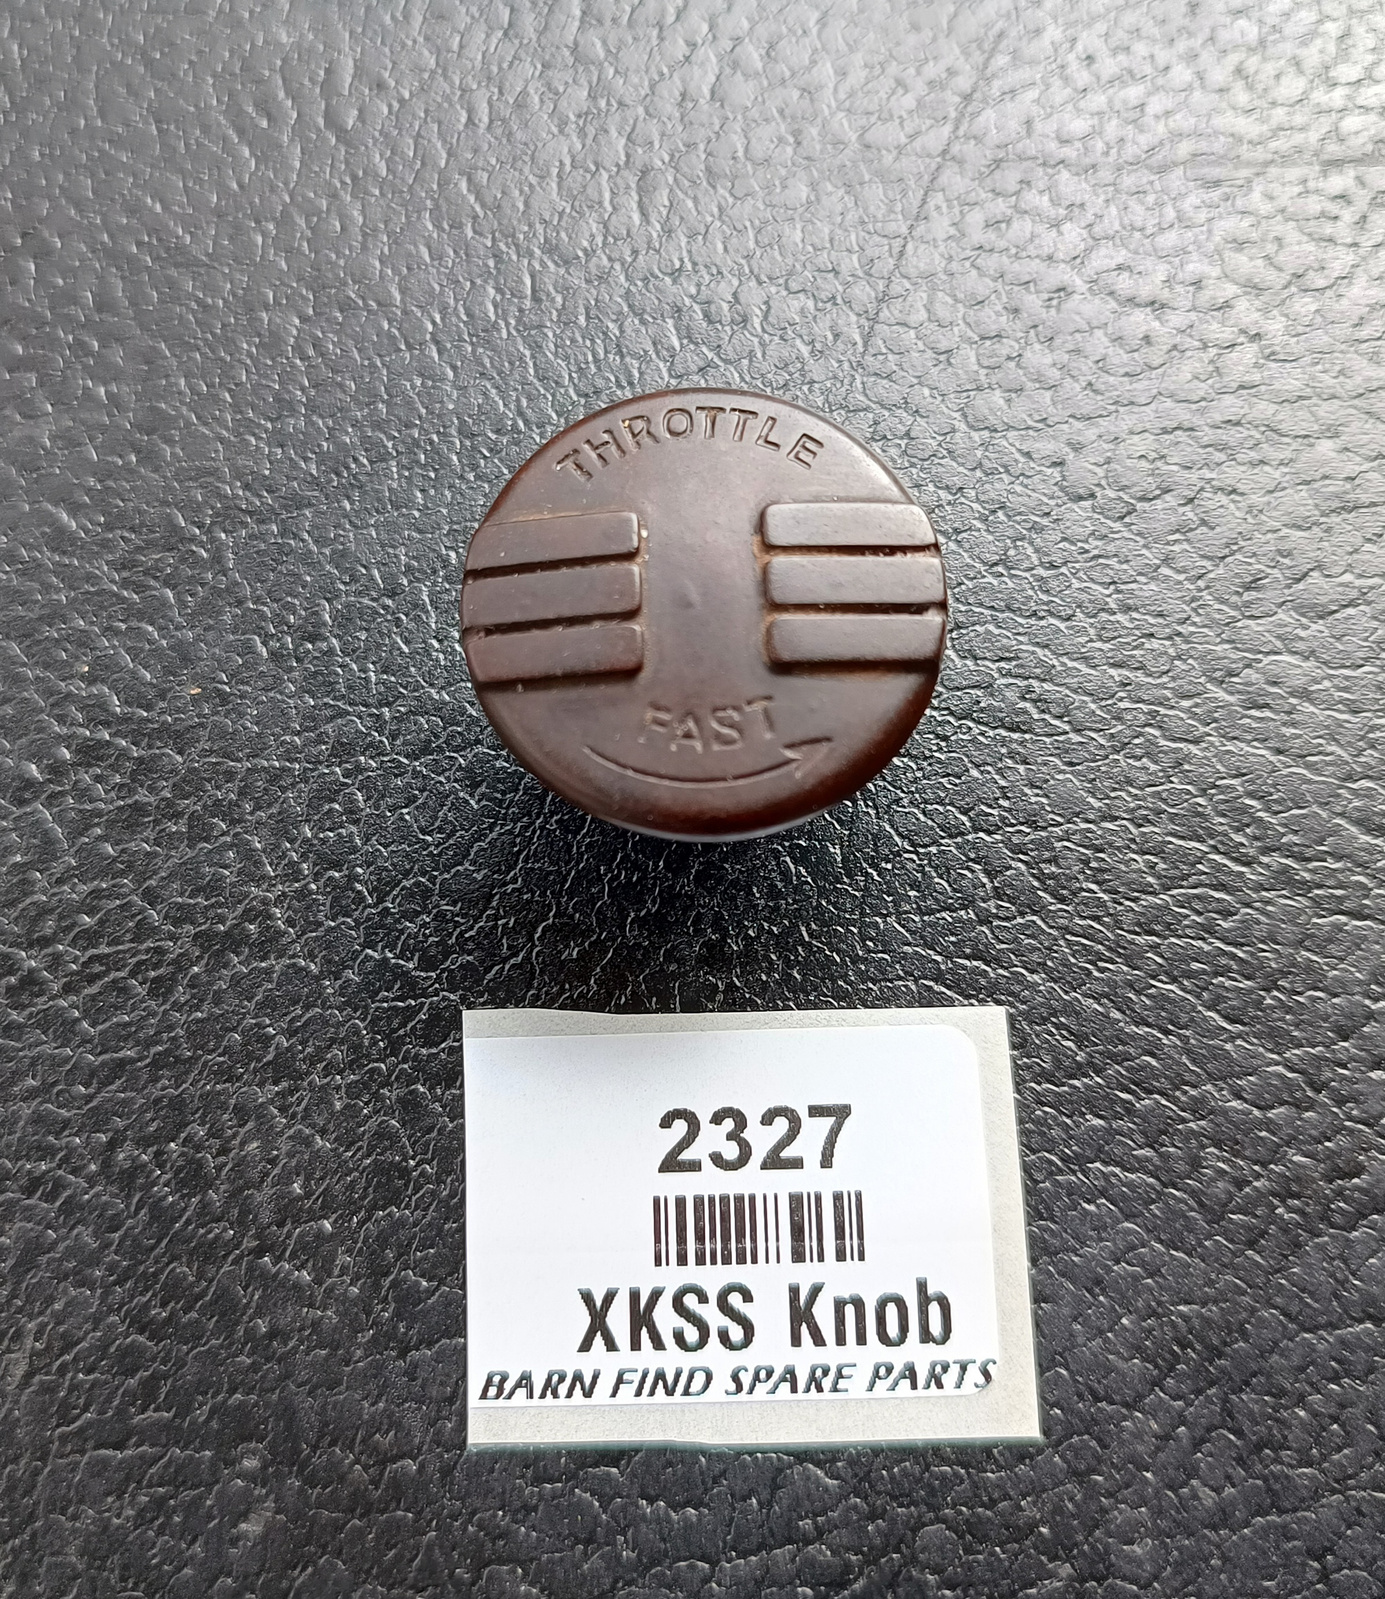 THROTTLE
FAST
2327
XKSS Knob
BARN FIND SPARE PARTS